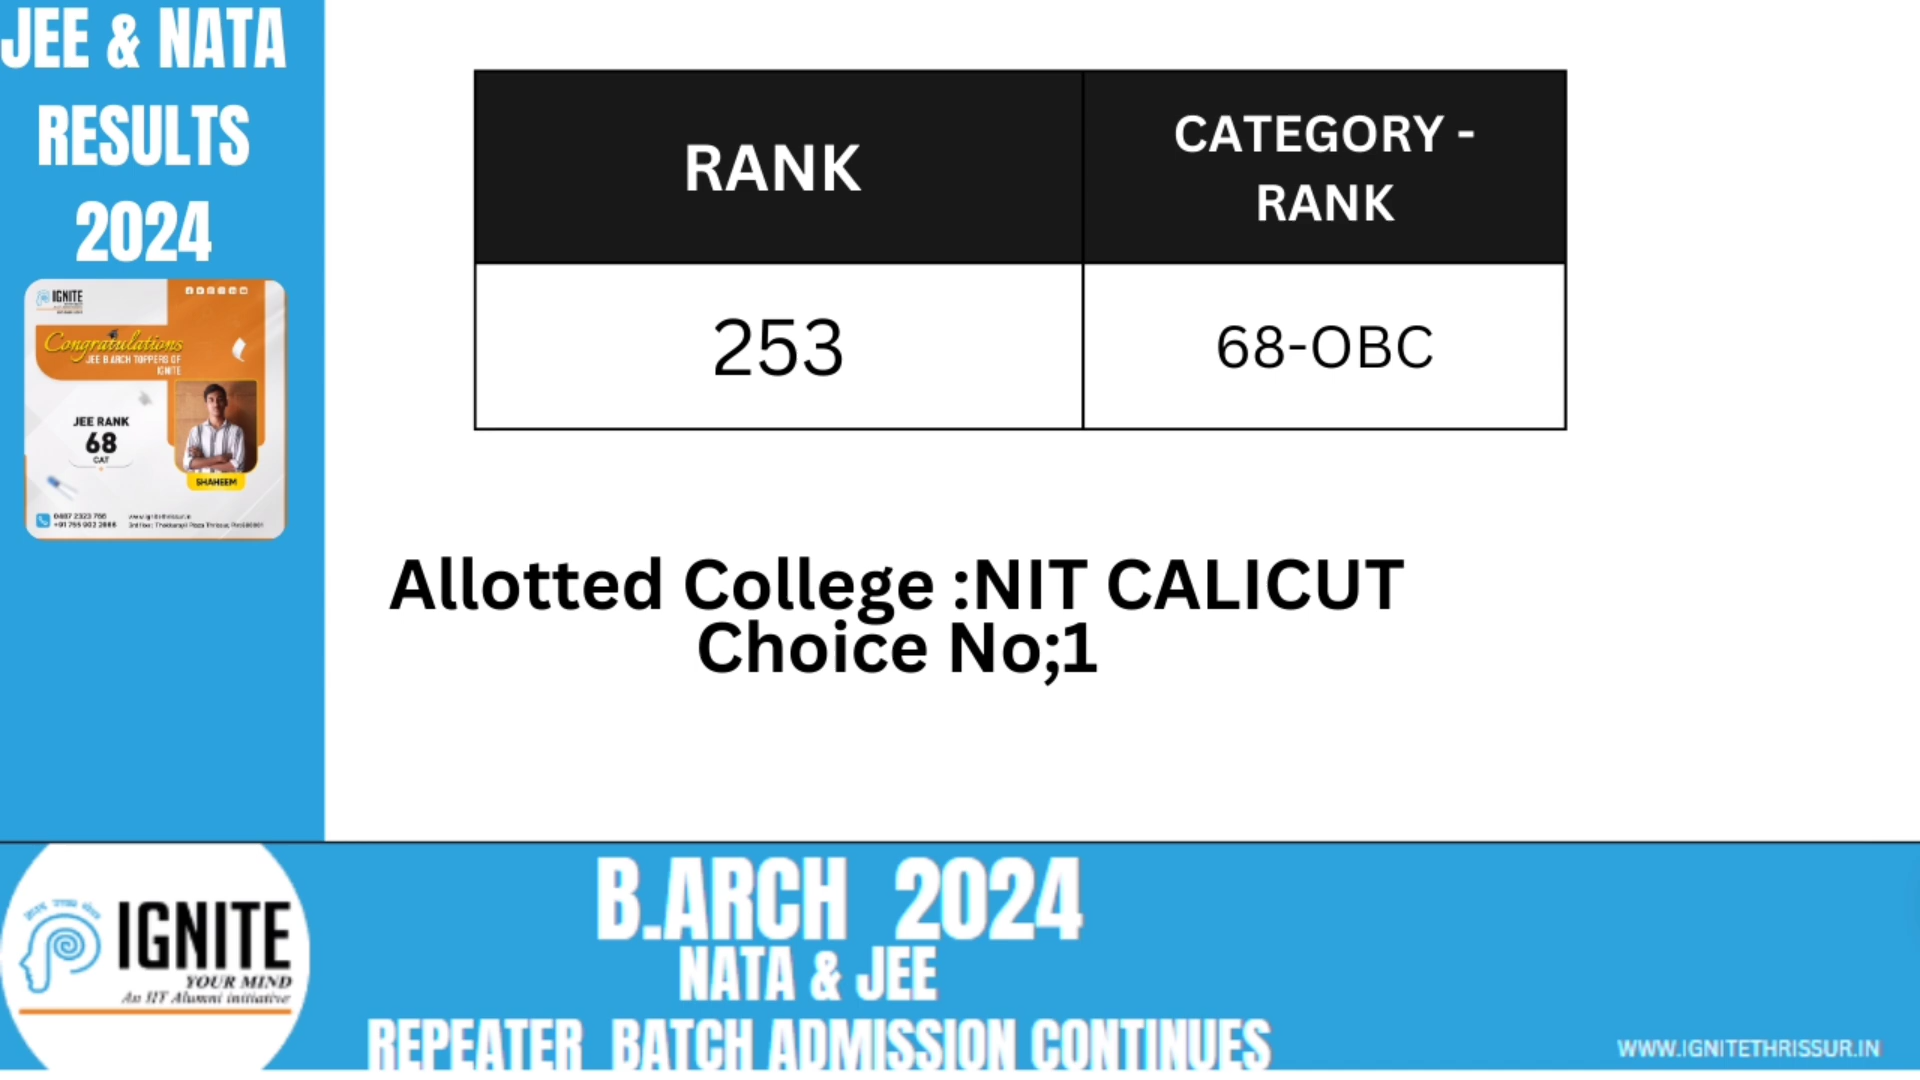 JEE & NATA
RESULTS
2024
IGNITE
Congratulations
JEE B.ARCH TOPPERS OF
IGNITE
JEE RANK
68
CAT
SHAHEEM
RANK
CATEGORY -
RANK
253
68-OBC
Allotted College :NIT CALICUT
Choice No;1
IGNITE
YOUR MIND
An IIT Alumni initiative
B.ARCH 2024
NATA & JEE
REPEATER BATCH ADMISSION CONTINUES
WWW.IGNITETHRISSUR.IN